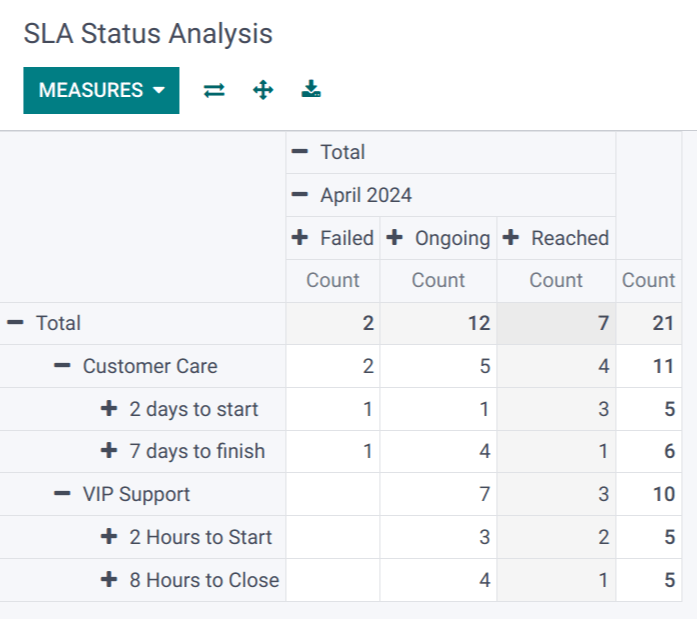 SLA Status Analysis
MEASURES
Total
April 2024
Failed Ongoing Reached
Count Count Count Count
Total 2 12 7 21
Customer Care 2 5 4 11
2 days to start 1 1 3 5
7 days to finish 1 4 1 6
VIP Support 7 3 10
2 Hours to Start 3 2 5
8 Hours to Close 4 1 5